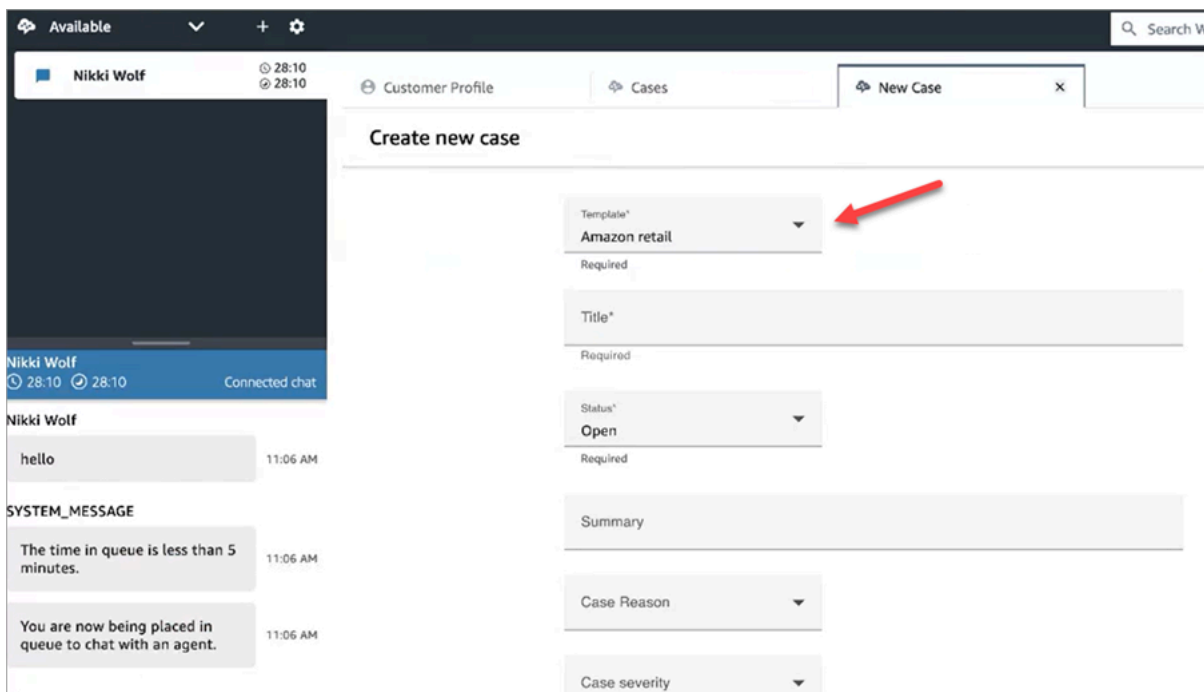 Available
Search W
Nikki Wolf
28:10
28:10
Customer Profile
Cases
New Case
Create new case
Template*
Amazon retail
Required
Title*
Required
Status*
Open
Required
Summary
Case Reason
Case severity
Nikki Wolf
28:10 28:10 Connected chat
Nikki Wolf
hello 11:06 AM
SYSTEM_MESSAGE
The time in queue is less than 5
minutes.
11:06 AM
You are now being placed in
queue to chat with an agent.
11:06 AM